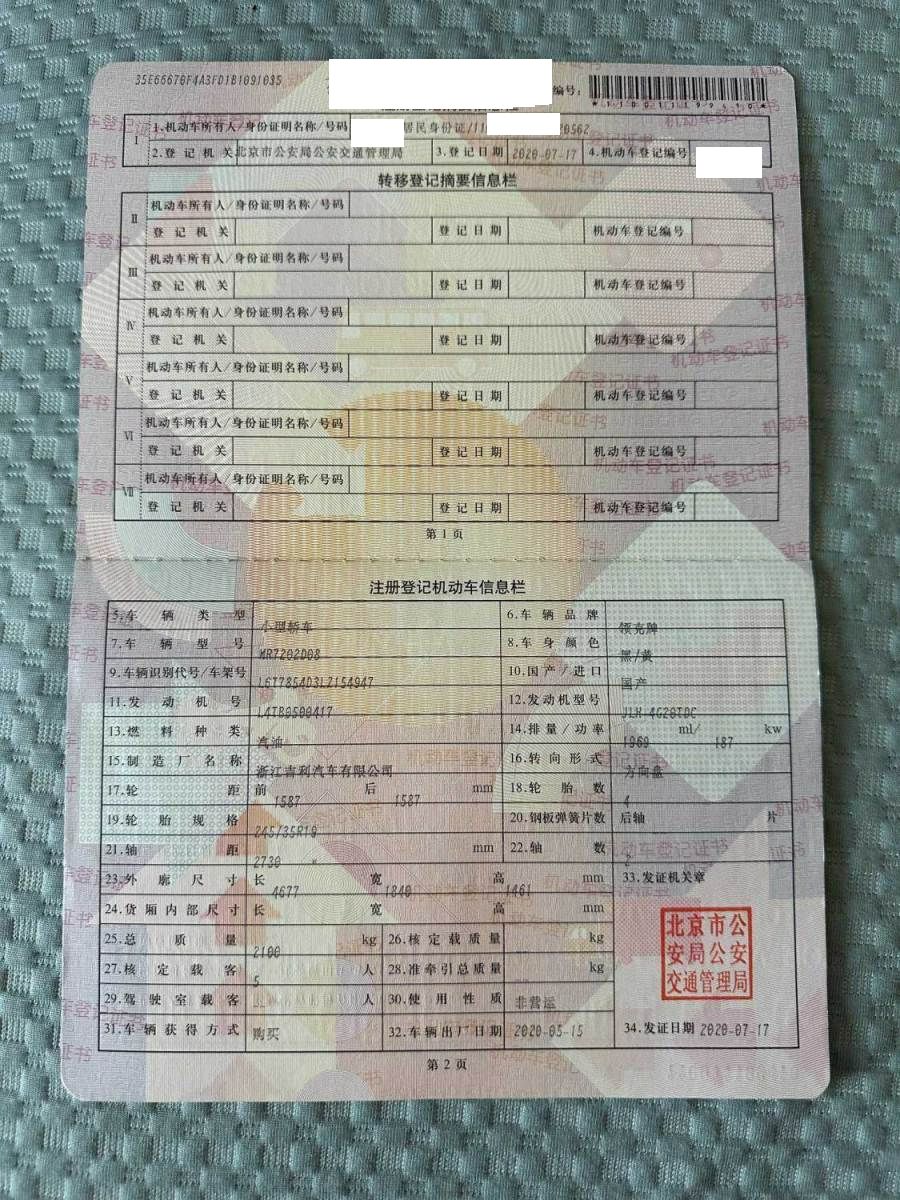 35E66670F4A3FD1B1091035
编号:
I
1.机动车所有人/身份证明名称/号码 居民身份证/11 0562
2.登记机关 北京市公安局公安交通管理局 3.登记日期 2020-07-17 4.机动车登记编号
转移登记摘要信息栏
II 机动车所有人/身份证明名称/号码
登记机关 登记日期 机动车登记编号
III 机动车所有人/身份证明名称/号码
登记机关 登记日期 机动车登记编号
IV 机动车所有人/身份证明名称/号码
登记机关 登记日期 机动车登记编号
V 机动车所有人/身份证明名称/号码
登记机关 登记日期 机动车登记编号
VI 机动车所有人/身份证明名称/号码
登记机关 登记日期 机动车登记编号
VII 机动车所有人/身份证明名称/号码
登记机关 登记日期 机动车登记编号
第1页
注册登记机动车信息栏
5.车辆类型 小型轿车 6.车辆品牌 领克牌
7.车辆型号 MR7202D08 8.车身颜色 黑/黄
9.车辆识别代号/车架号 L6T7854D3LZ154947 10.国产/进口 国产
11.发动机号 L4TB9500417 12.发动机型号 JLH-4G20TDC
13.燃料种类 汽油 14.排量/功率 1969 ml/ 187 kw
15.制造厂名称 浙江吉利汽车有限公司 16.转向形式 方向盘
17.轮距 前 1587 后 1587 mm 18.轮胎数 4
19.轮胎规格 245/35R19 20.钢板弹簧片数 后轴 片
21.轴距 2730 mm 22.轴数 2
23.外廓尺寸 长 4677 宽 1840 高 1461 mm 33.发证机关章
24.货厢内部尺寸 长 宽 高 mm
北京市公安局公安交通管理局
25.总质量 2100 kg 26.核定载质量 kg
27.核定载客 5 人 28.准牵引总质量 kg
29.驾驶室载客 人 30.使用性质 非营运
31.车辆获得方式 购买 32.车辆出厂日期 2020-05-15 34.发证日期 2020-07-17
第2页